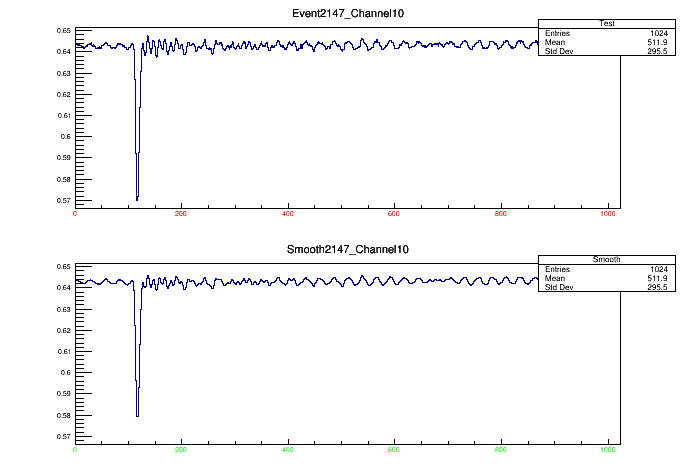 Event2147_Channel10
Test
Entries 1024
Mean 511.9
Std Dev 295.5
0.65
0.64
0.63
0.62
0.61
0.6
0.59
0.58
0.57
0 200 400 600 800 1000
Smooth2147_Channel10
Smooth
Entries 1024
Mean 511.9
Std Dev 295.5
0.65
0.64
0.63
0.62
0.61
0.6
0.59
0.58
0.57
0 200 400 600 800 1000